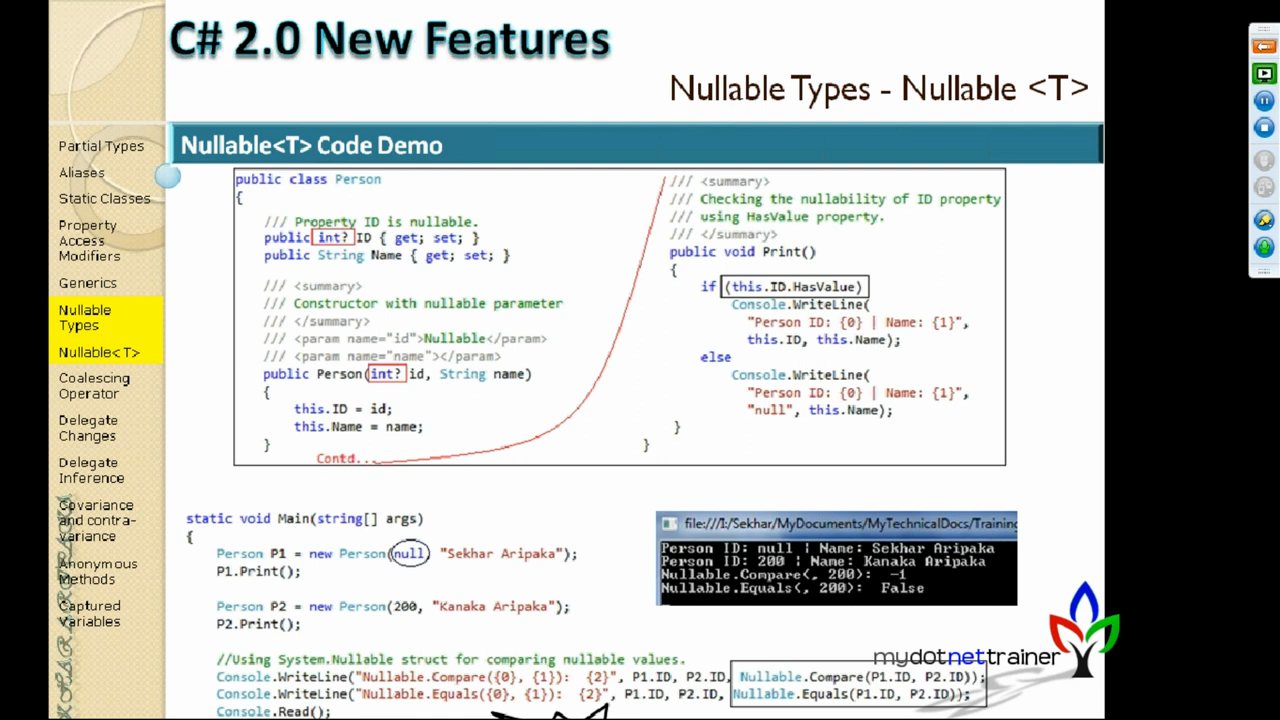 C# 2.0 New Features
Nullable Types - Nullable <T>
Partial Types
Aliases
Static Classes
Property
Access
Modifiers
Generics
Nullable
Types
Nullable<T>
Coalescing
Operator
Delegate
Changes
Delegate
Inference
Covariance
and contra-
variance
Anonymous
Methods
Captured
Variables
Nullable<T> Code Demo
public class Person
{
/// Property ID is nullable.
public int? ID { get; set; }
public String Name { get; set; }
/// <summary>
/// Constructor with nullable parameter
/// </summary>
/// <param name="id">Nullable</param>
/// <param name="name"></param>
public Person(int? id, String name)
{
this.ID = id;
this.Name = name;
}
Contd...
/// <summary>
/// Checking the nullability of ID property
/// using HasValue property.
/// </summary>
public void Print()
{
if (this.ID.HasValue)
Console.WriteLine(
"Person ID: {0} | Name: {1}",
this.ID, this.Name);
else
Console.WriteLine(
"Person ID: {0} | Name: {1}",
"null", this.Name);
}
}
static void Main(string[] args)
{
Person P1 = new Person(null, "Sekhar Aripaka");
P1.Print();
Person P2 = new Person(200, "Kanaka Aripaka");
P2.Print();
//Using System.Nullable struct for comparing nullable values.
Console.WriteLine("Nullable.Compare({0}, {1}): {2}", P1.ID, P2.ID, Nullable.Compare(P1.ID, P2.ID));
Console.WriteLine("Nullable.Equals({0}, {1}): {2}", P1.ID, P2.ID, Nullable.Equals(P1.ID, P2.ID));
Console.Read();
file:///I:/Sekhar/MyDocuments/MyTechnicalDocs/Training
Person ID: null | Name: Sekhar Aripaka
Person ID: 200 | Name: Kanaka Aripaka
Nullable.Compare(, 200): -1
Nullable.Equals(, 200): False
mydotnettrainer